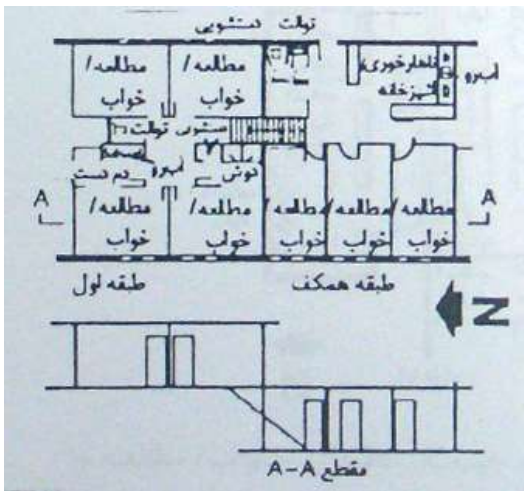 توالت دستشویی
مطالعه/ خواب
مطالعه/ خواب
ناهارخوری/
آشپزخانه
آبرو
دستشویی توالت
آبرو
دم دست
دوش
A
A
مطالعه/ خواب
مطالعه/ خواب
مطالعه/ خواب
مطالعه/ خواب
مطالعه/ خواب
طبقه اول
طبقه همکف
N
مقطع A-A